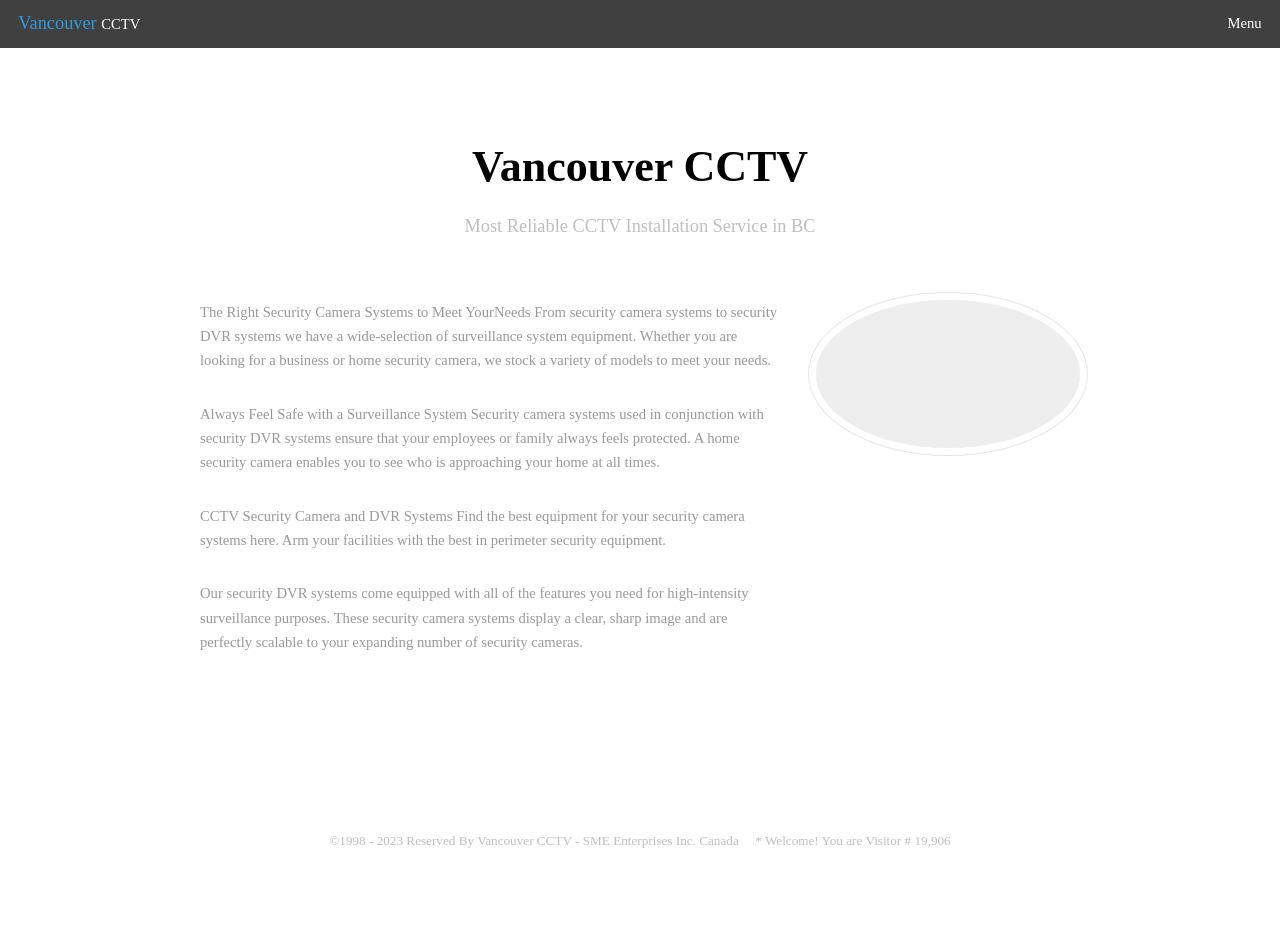 Vancouver CCTV
Menu
Vancouver CCTV
Most Reliable CCTV Installation Service in BC
The Right Security Camera Systems to Meet YourNeeds From security camera systems to security
DVR systems we have a wide-selection of surveillance system equipment. Whether you are
looking for a business or home security camera, we stock a variety of models to meet your needs.
Always Feel Safe with a Surveillance System Security camera systems used in conjunction with
security DVR systems ensure that your employees or family always feels protected. A home
security camera enables you to see who is approaching your home at all times.
CCTV Security Camera and DVR Systems Find the best equipment for your security camera
systems here. Arm your facilities with the best in perimeter security equipment.
Our security DVR systems come equipped with all of the features you need for high-intensity
surveillance purposes. These security camera systems display a clear, sharp image and are
perfectly scalable to your expanding number of security cameras.
©1998 - 2023 Reserved By Vancouver CCTV - SME Enterprises Inc. Canada * Welcome! You are Visitor # 19,906